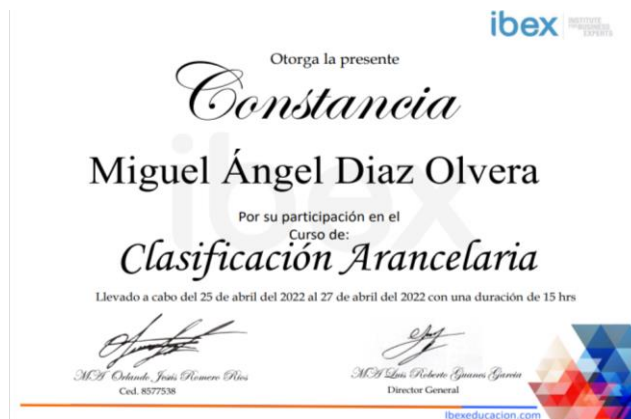 ibex INSTITUTE FOR BUSINESS EXPERTS
Otorga la presente
Constancia
Miguel Ángel Diaz Olvera
Por su participación en el
Curso de:
Clasificación Arancelaria
Llevado a cabo del 25 de abril del 2022 al 27 de abril del 2022 con una duración de 15 hrs
M.A Orlando Jesús Romero Ríos
Ced. 8577538
M.A Luis Roberto Guanes García
Director General
Ibexeducacion.com